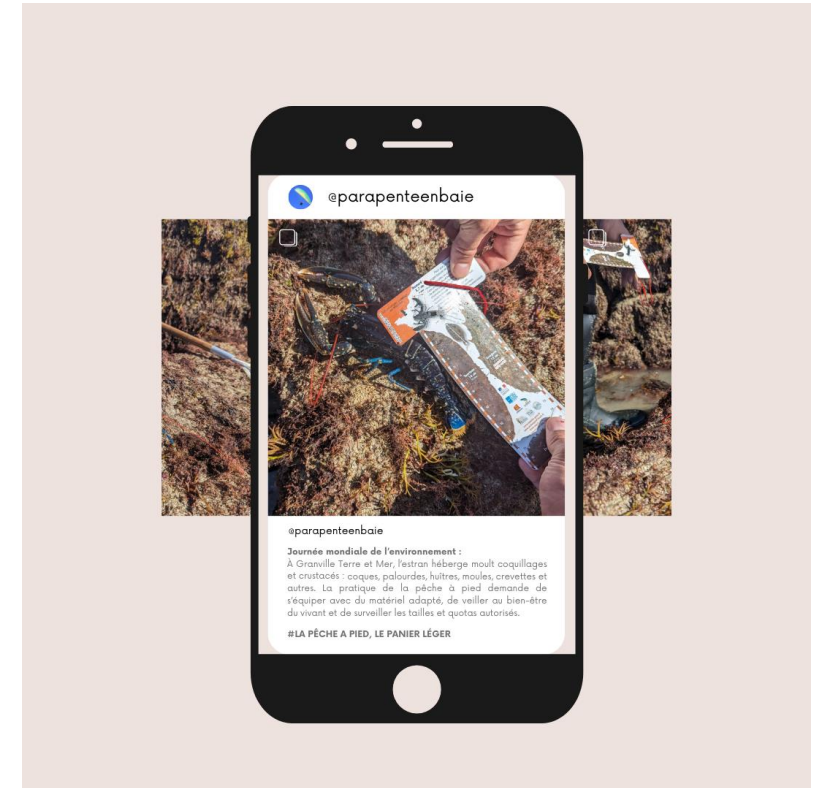 @parapenteenbaie
@parapenteenbaie
Journée mondiale de l'environnement :
À Granville Terre et Mer, l'estran héberge moult coquillages
et crustacés : coques, palourdes, huîtres, moules, crevettes et
autres. La pratique de la pêche à pied demande de
s'équiper avec du matériel adapté, de veiller au bien-être
du vivant et de surveiller les tailles et quotas autorisés.
#LA PÊCHE A PIED, LE PANIER LÉGER